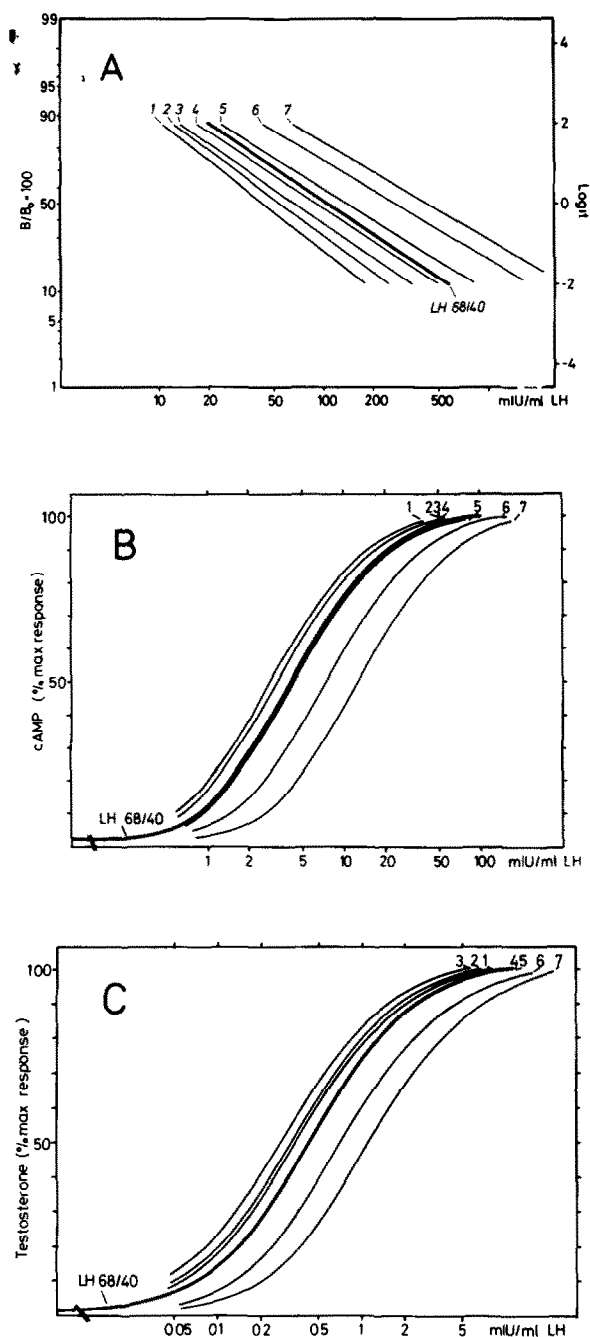 99
A
4
95
90
1 2 3 4 5 6 7
2
B/B₀ × 100
50
0
Logit
10
-2
LH 68/40
5
1
-4
10 20 50 100 200 500 mIU/ml LH
100
B
1 234 5 6 7
cAMP (% max response)
50
LH 68/40
1 2 5 10 20 50 100 mIU/ml LH
100
C
3 2 1 45 6 7
Testosterone (% max response)
50
LH 68/40
005 01 02 05 1 2 5 mIU/ml LH